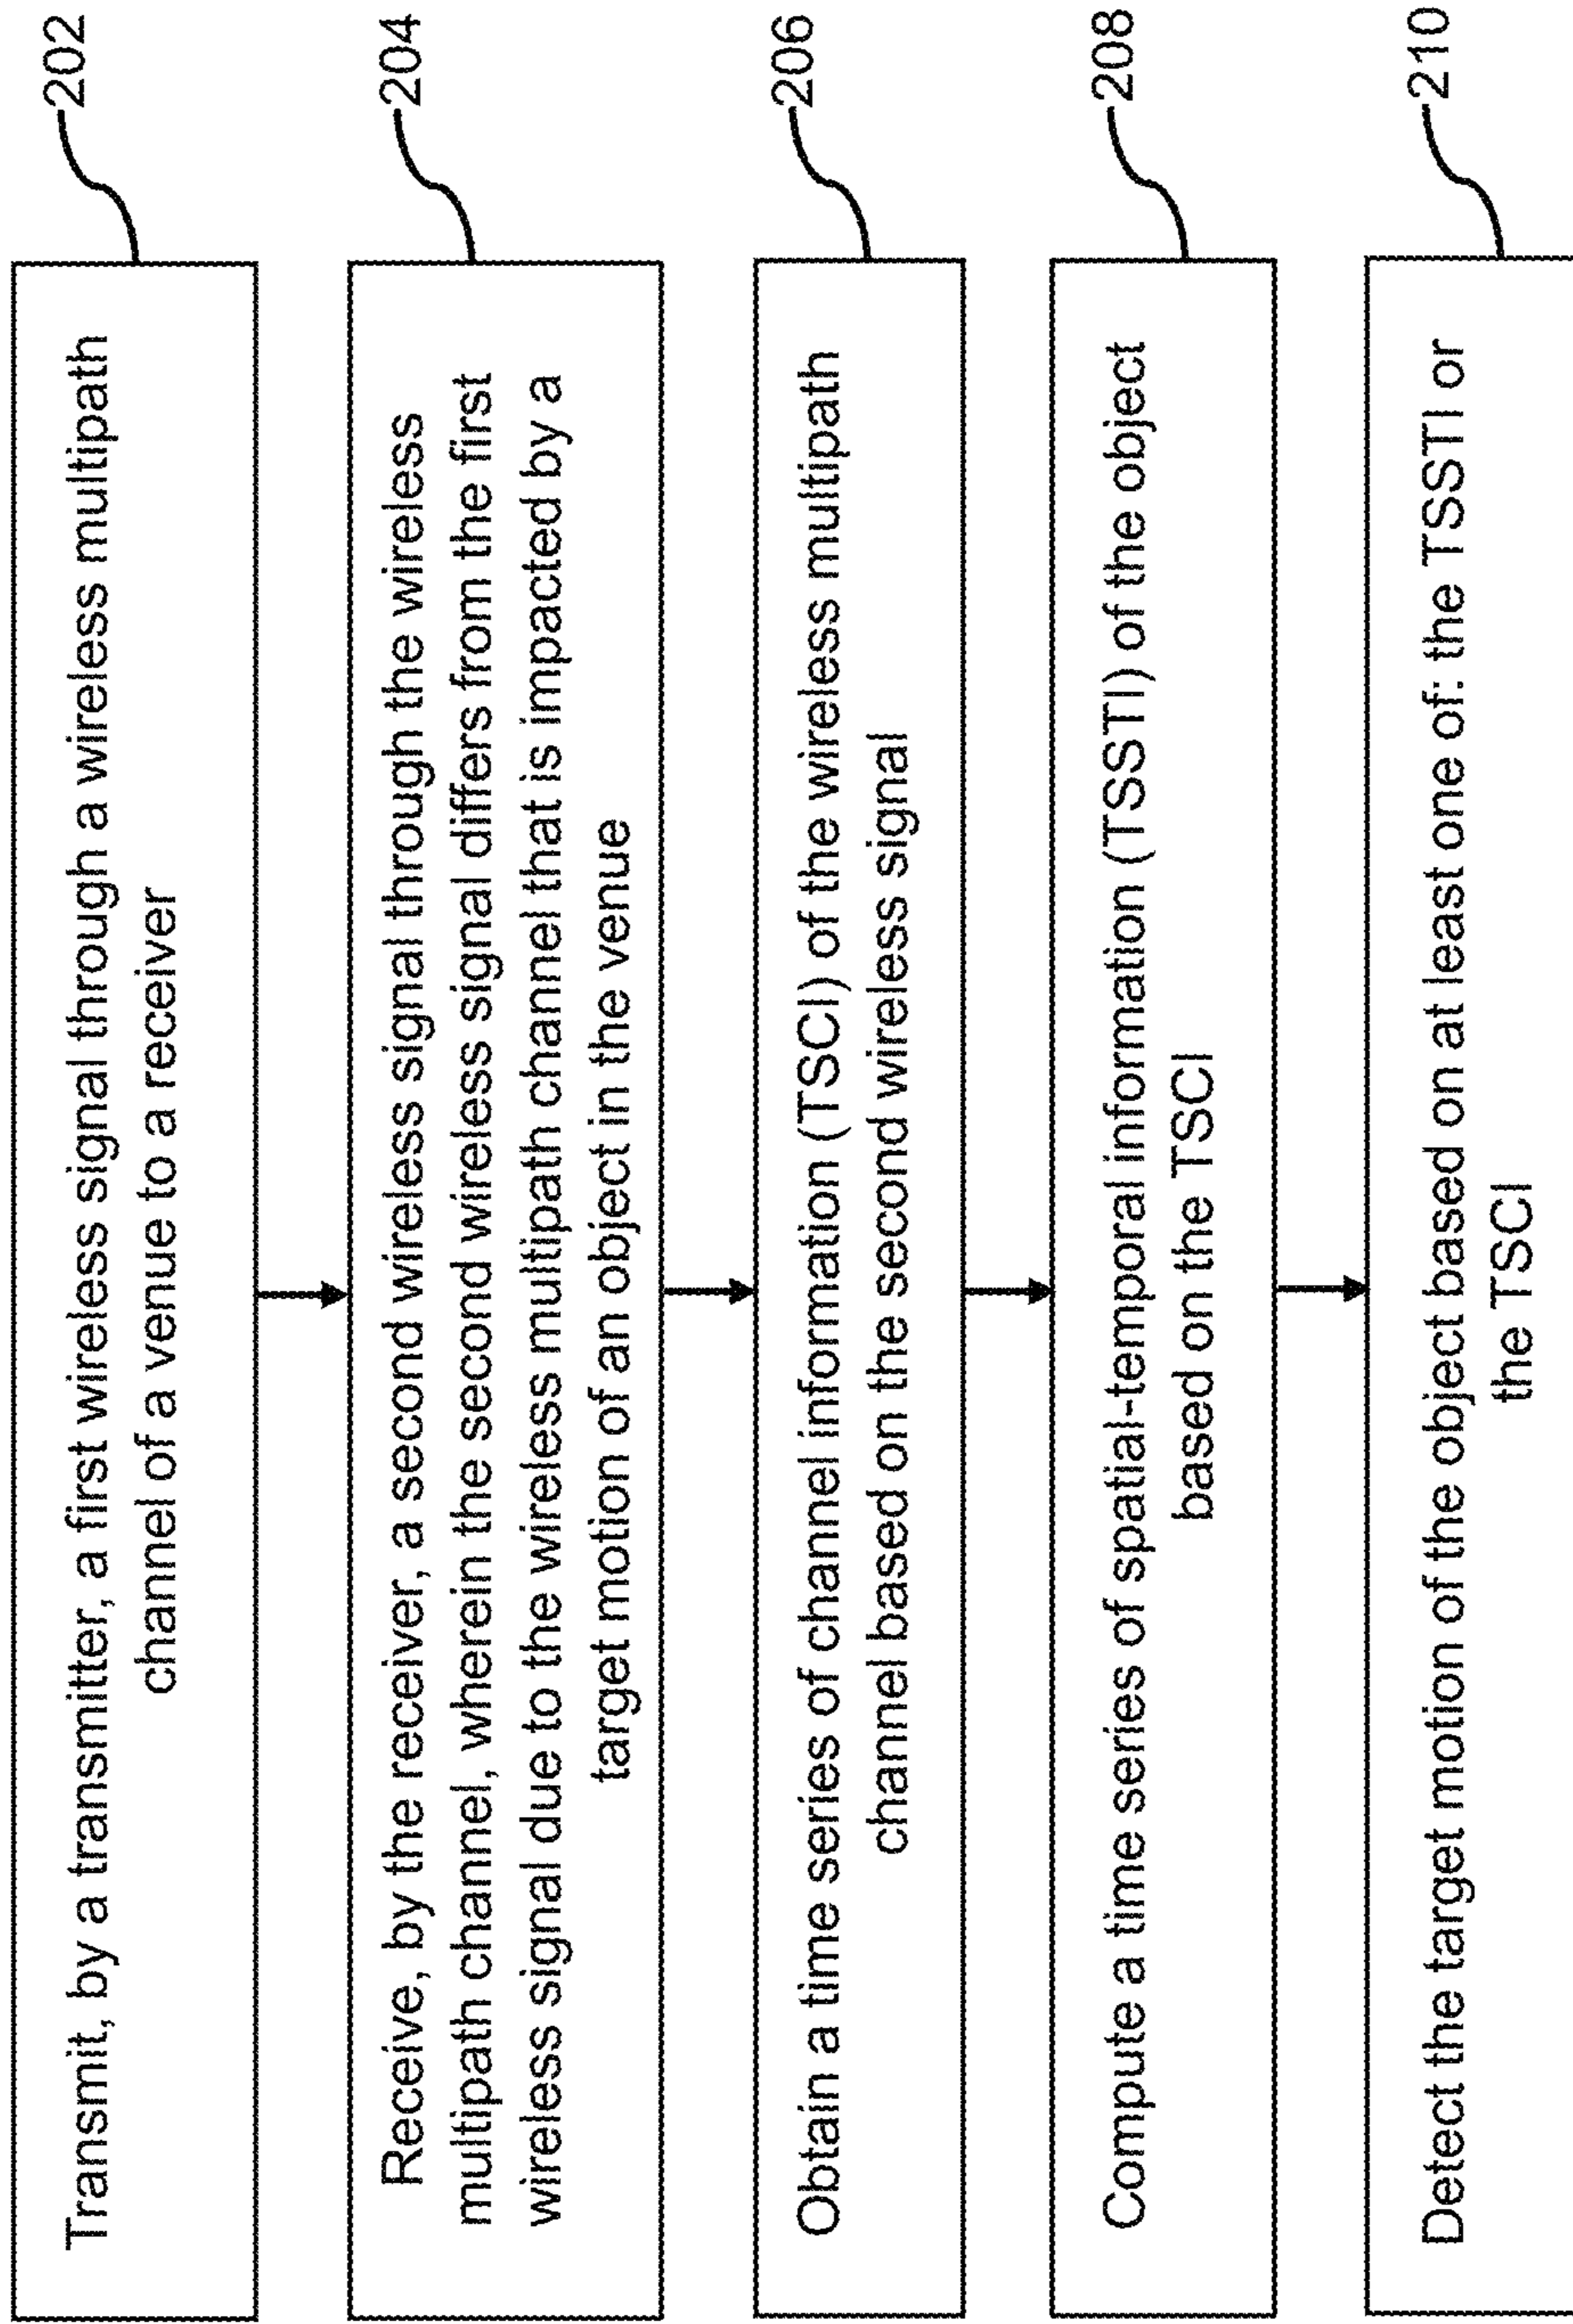 Transmit, by a transmitter, a first wireless signal through a wireless multipath
channel of a venue to a receiver
202
Receive, by the receiver, a second wireless signal through the wireless
multipath channel, wherein the second wireless signal differs from the first
wireless signal due to the wireless multipath channel that is impacted by a
target motion of an object in the venue
204
Obtain a time series of channel information (TSCI) of the wireless multipath
channel based on the second wireless signal
206
Compute a time series of spatial-temporal information (TSSTI) of the object
based on the TSCI
208
Detect the target motion of the object based on at least one of: the TSSTI or
the TSCI
210